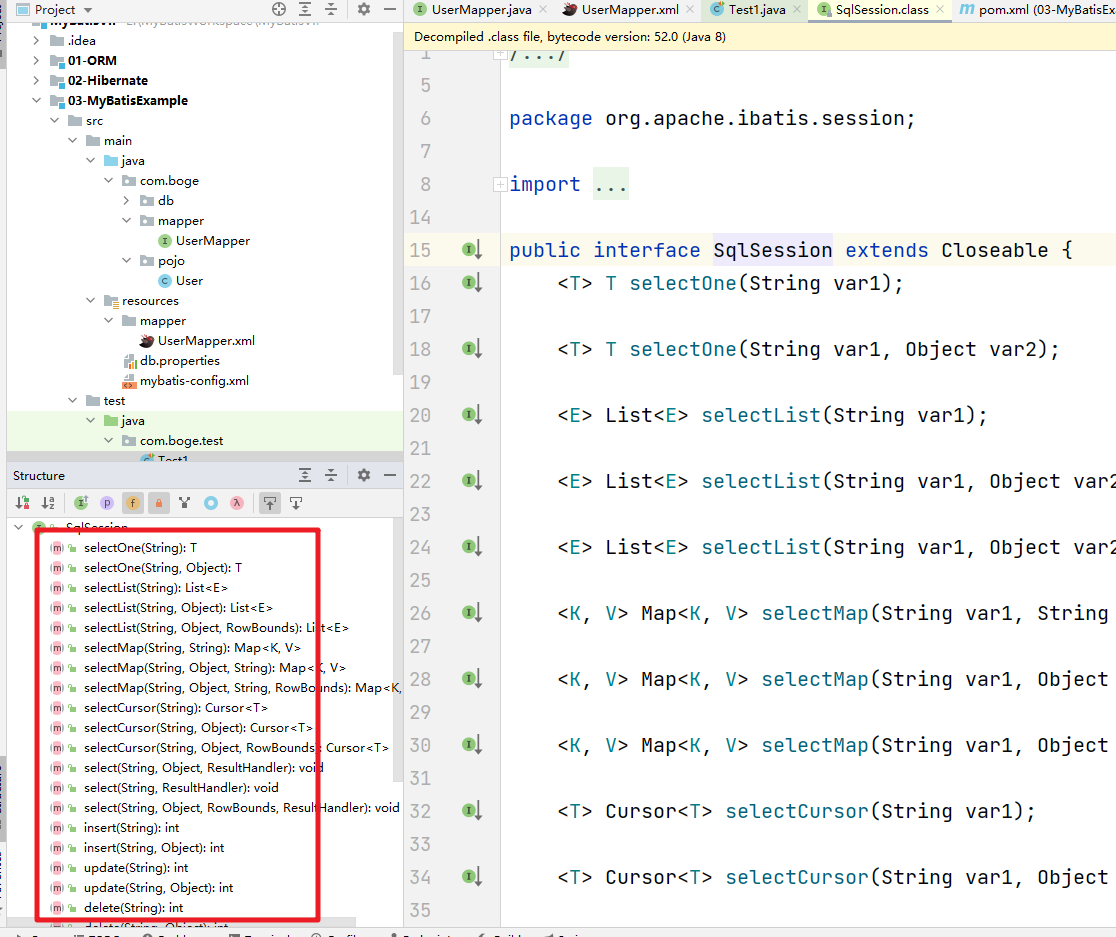 Project
UserMapper.java
UserMapper.xml
Test1.java
SqlSession.class
pom.xml (03-MyBatisExa
Decompiled .class file, bytecode version: 52.0 (Java 8)
.idea
01-ORM
02-Hibernate
03-MyBatisExample
src
main
java
com.boge
db
mapper
UserMapper
pojo
User
resources
mapper
UserMapper.xml
db.properties
mybatis-config.xml
test
java
com.boge.test
Test1
1 /.../
5
6 package org.apache.ibatis.session;
7
8 import ...
14
15 public interface SqlSession extends Closeable {
16 <T> T selectOne(String var1);
17
18 <T> T selectOne(String var1, Object var2);
19
20 <E> List<E> selectList(String var1);
21
22 <E> List<E> selectList(String var1, Object var2
23
24 <E> List<E> selectList(String var1, Object var2
25
26 <K, V> Map<K, V> selectMap(String var1, String
27
28 <K, V> Map<K, V> selectMap(String var1, Object
29
30 <K, V> Map<K, V> selectMap(String var1, Object
31
32 <T> Cursor<T> selectCursor(String var1);
33
34 <T> Cursor<T> selectCursor(String var1, Object
35
Structure
SqlSession
selectOne(String): T
selectOne(String, Object): T
selectList(String): List<E>
selectList(String, Object): List<E>
selectList(String, Object, RowBounds): List<E>
selectMap(String, String): Map<K, V>
selectMap(String, Object, String): Map<K, V>
selectMap(String, Object, String, RowBounds): Map<K,
selectCursor(String): Cursor<T>
selectCursor(String, Object): Cursor<T>
selectCursor(String, Object, RowBounds): Cursor<T>
select(String, Object, ResultHandler): void
select(String, ResultHandler): void
select(String, Object, RowBounds, ResultHandler): void
insert(String): int
insert(String, Object): int
update(String): int
update(String, Object): int
delete(String): int
delete(String, Object): int